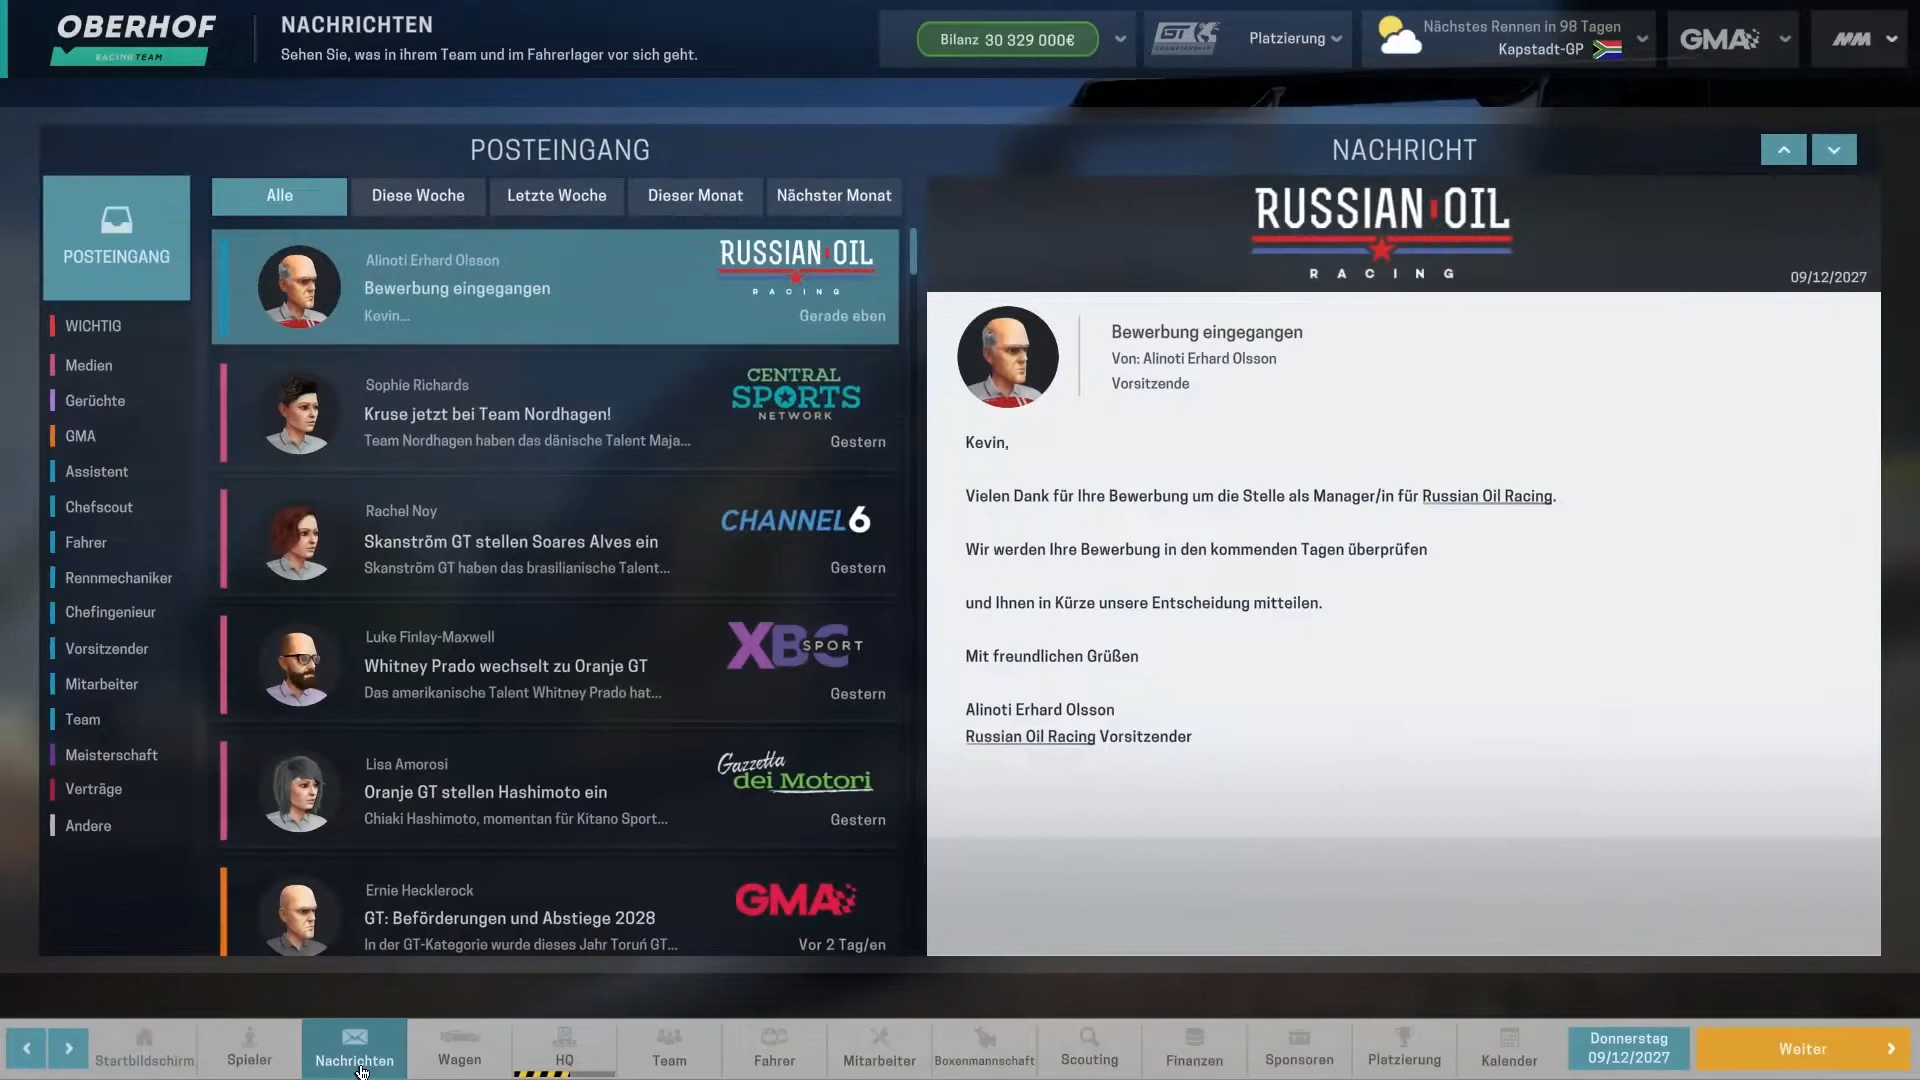 OBERHOF
RACING TEAM
NACHRICHTEN
Sehen Sie, was in ihrem Team und im Fahrerlager vor sich geht.
Bilanz 30 329 000€
GT
CHAMPIONSHIP
Platzierung
Nächstes Rennen in 98 Tagen
Kapstadt-GP
GMA
MM
POSTEINGANG
NACHRICHT
POSTEINGANG
WICHTIG
Medien
Gerüchte
GMA
Assistent
Chefscout
Fahrer
Rennmechaniker
Chefingenieur
Vorsitzender
Mitarbeiter
Team
Meisterschaft
Verträge
Andere
Alle
Diese Woche
Letzte Woche
Dieser Monat
Nächster Monat
Alinoti Erhard Olsson
Bewerbung eingegangen
Kevin...
RUSSIAN OIL
RACING
Gerade eben
Sophie Richards
Kruse jetzt bei Team Nordhagen!
Team Nordhagen haben das dänische Talent Maja...
CENTRAL
SPORTS
NETWORK
Gestern
Rachel Noy
Skanström GT stellen Soares Alves ein
Skanström GT haben das brasilianische Talent...
CHANNEL6
Gestern
Luke Finlay-Maxwell
Whitney Prado wechselt zu Oranje GT
Das amerikanische Talent Whitney Prado hat...
XBC SPORT
Gestern
Lisa Amorosi
Oranje GT stellen Hashimoto ein
Chiaki Hashimoto, momentan für Kitano Sport...
Gazzetta
dei Motori
Gestern
Ernie Hecklerock
GT: Beförderungen und Abstiege 2028
In der GT-Kategorie wurde dieses Jahr Toruń GT...
GMA
Vor 2 Tag/en
RUSSIAN OIL
RACING
09/12/2027
Bewerbung eingegangen
Von: Alinoti Erhard Olsson
Vorsitzende
Kevin,
Vielen Dank für Ihre Bewerbung um die Stelle als Manager/in für Russian Oil Racing.
Wir werden Ihre Bewerbung in den kommenden Tagen überprüfen
und Ihnen in Kürze unsere Entscheidung mitteilen.
Mit freundlichen Grüßen
Alinoti Erhard Olsson
Russian Oil Racing Vorsitzender
Startbildschirm
Spieler
Nachrichten
Wagen
HQ
Team
Fahrer
Mitarbeiter
Boxenmannschaft
Scouting
Finanzen
Sponsoren
Platzierung
Kalender
Donnerstag
09/12/2027
Weiter